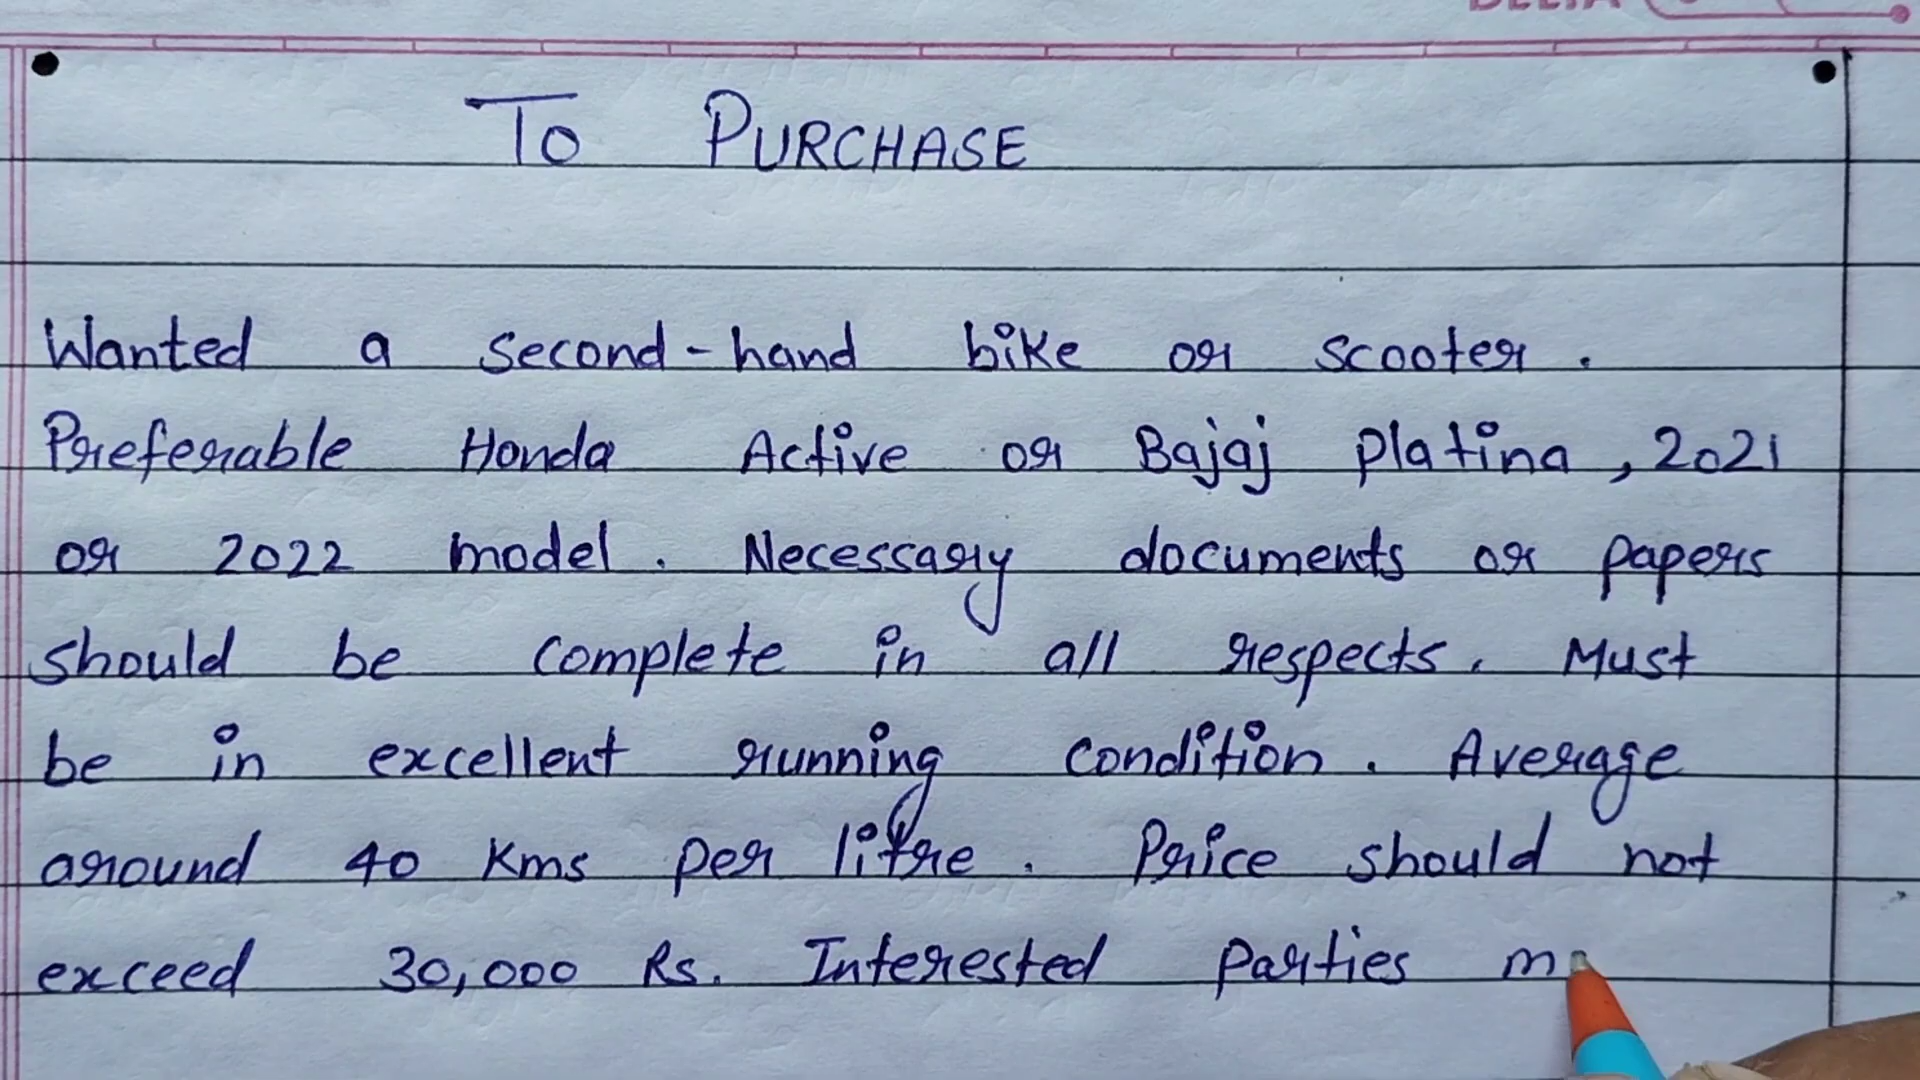 To PURCHASE
Wanted a second-hand bike or scooter.
Preferable Honda Active or Bajaj Platina, 2021
or 2022 model. Necessary documents or papers
should be complete in all respects. Must
be in excellent running condition. Average
around 40 Kms per litre. Price should not
exceed 30,000 Rs. Interested parties m